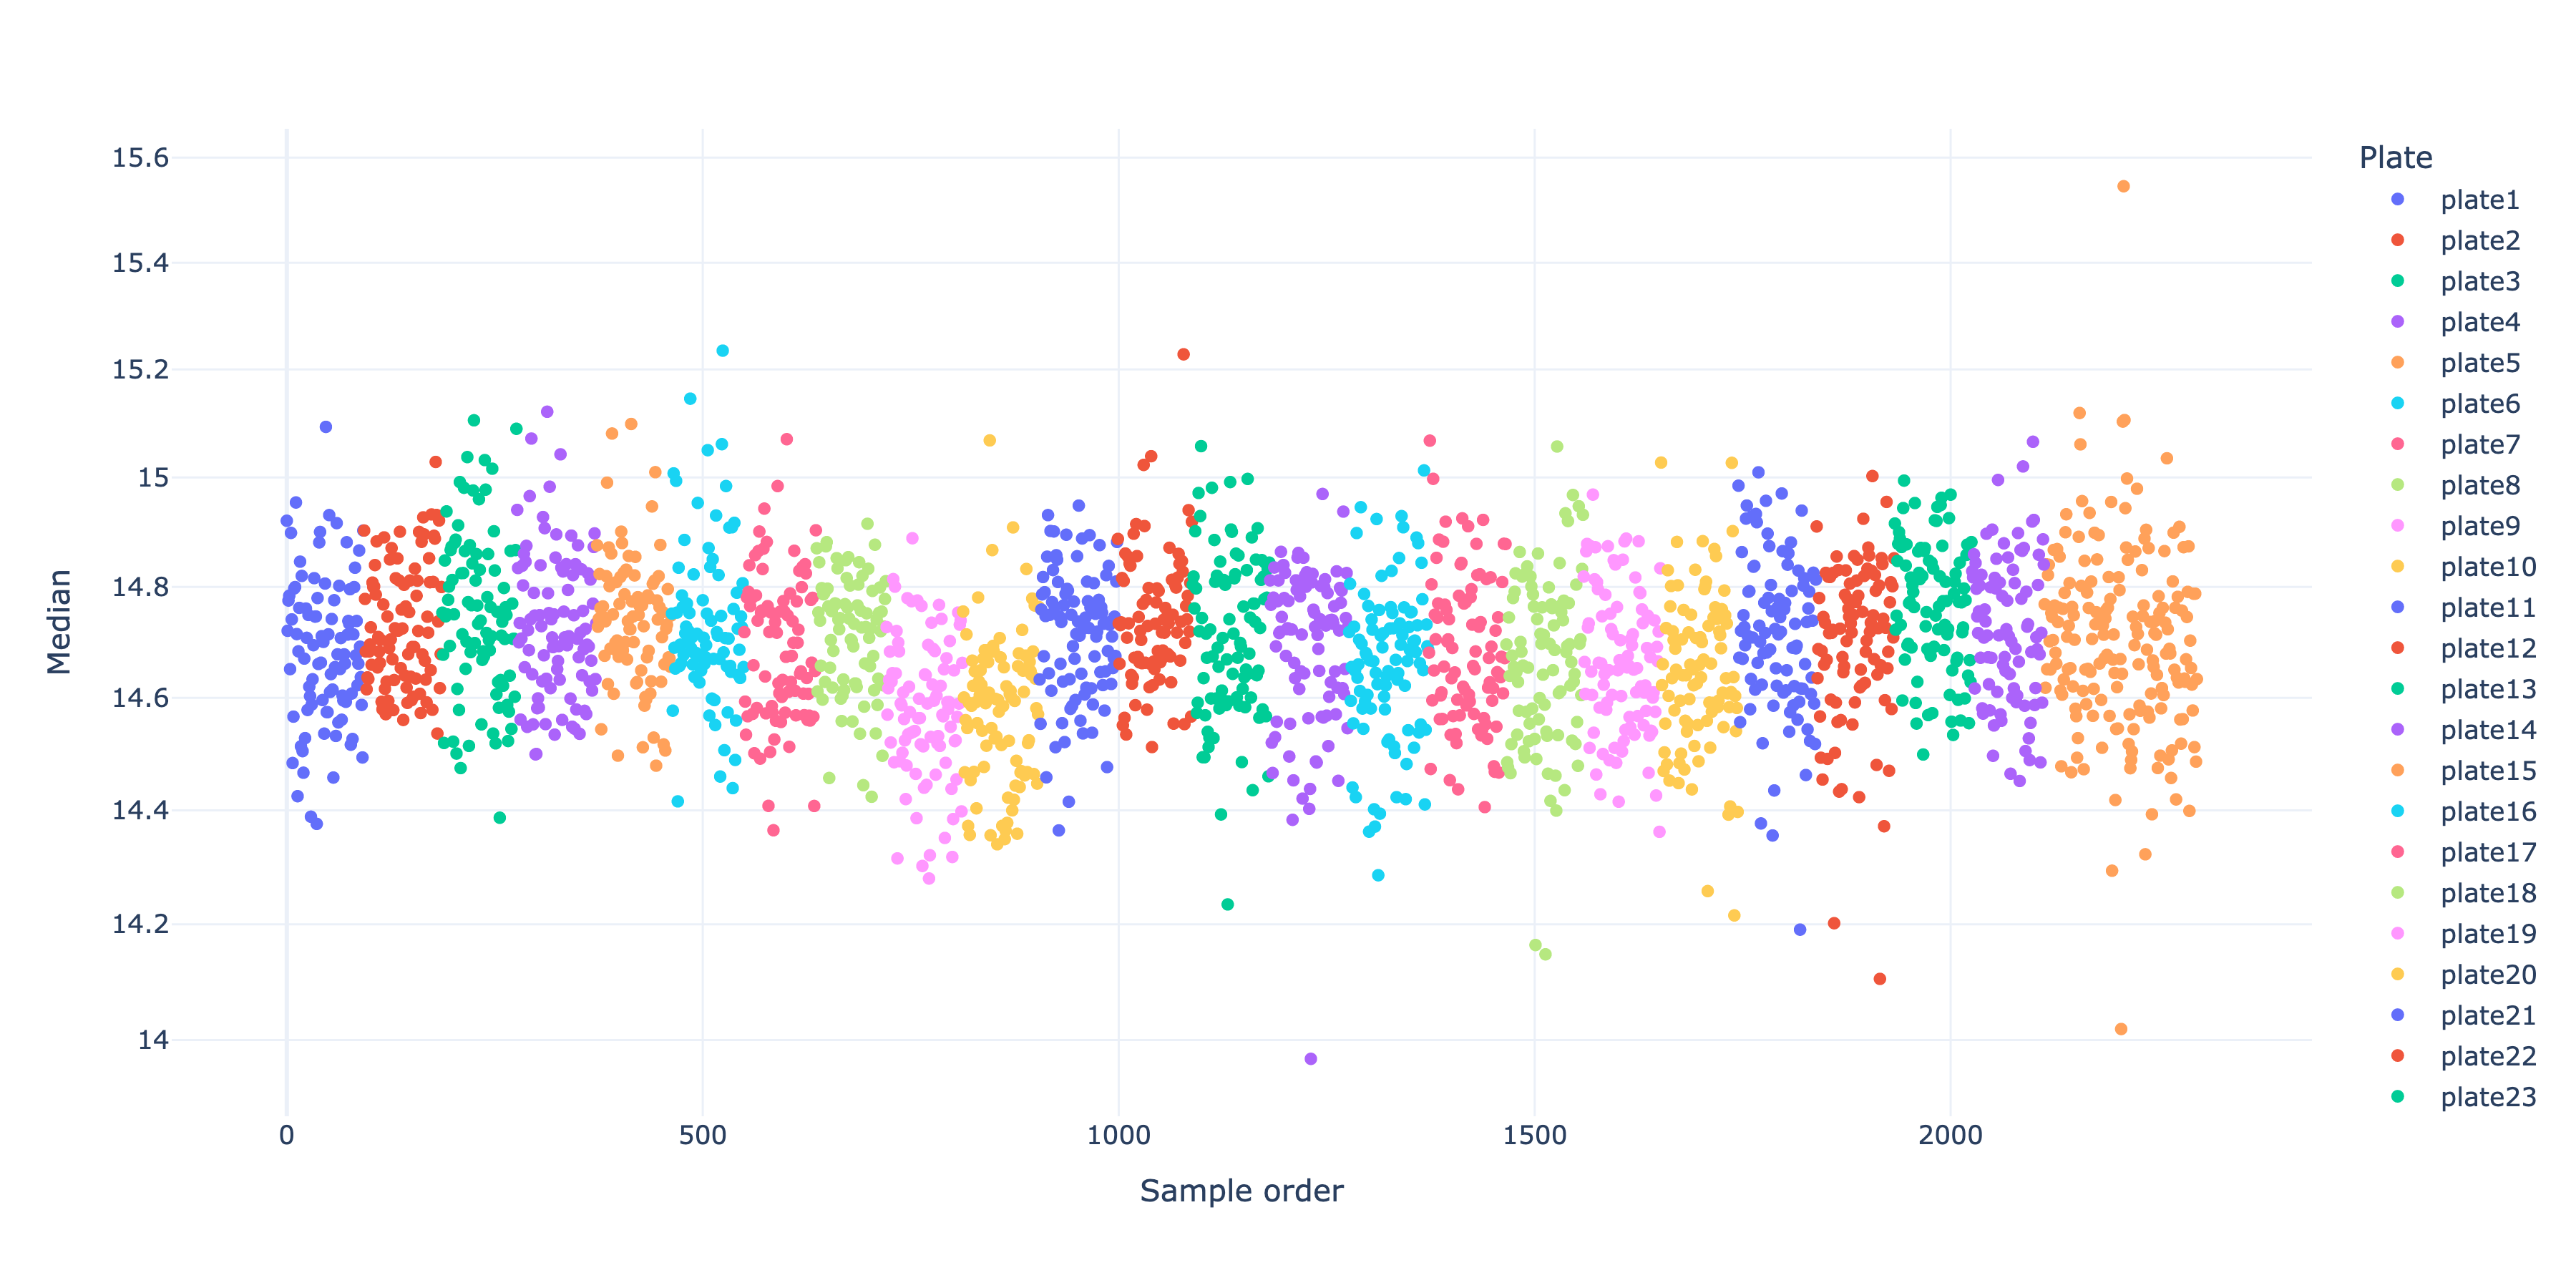 15.6
15.4
15.2
15
14.8
14.6
14.4
14.2
14
Median
0 500 1000 1500 2000
Sample order
Plate
plate1
plate2
plate3
plate4
plate5
plate6
plate7
plate8
plate9
plate10
plate11
plate12
plate13
plate14
plate15
plate16
plate17
plate18
plate19
plate20
plate21
plate22
plate23